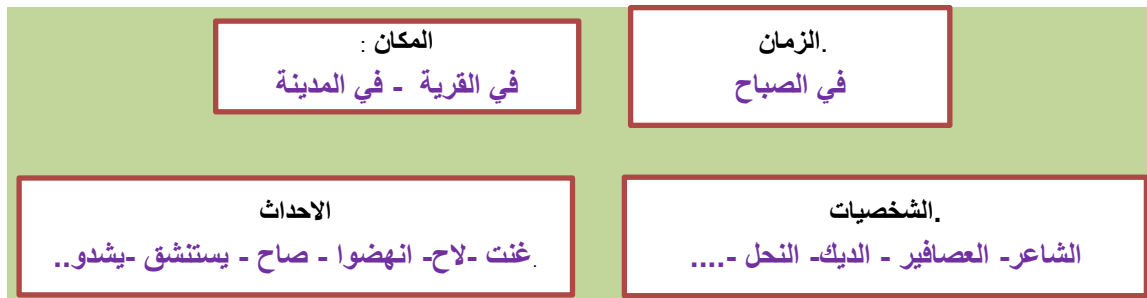 .الزمان
في الصباح
المكان :
في القرية - في المدينة
.الشخصيات
الشاعر- العصافير - الديك- النحل -....
الاحداث
.غنت -لاح- انهضوا - صاح - يستنشق -يشدو..